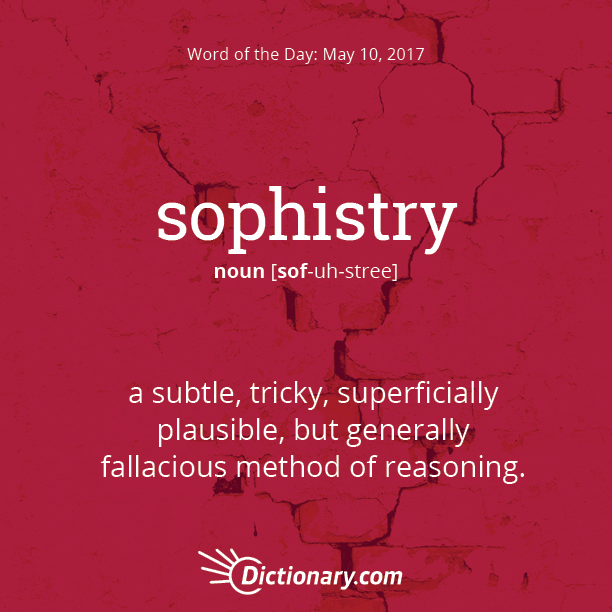 Word of the Day: May 10, 2017
sophistry
noun [sof-uh-stree]
a subtle, tricky, superficially
plausible, but generally
fallacious method of reasoning.
Dictionary.com